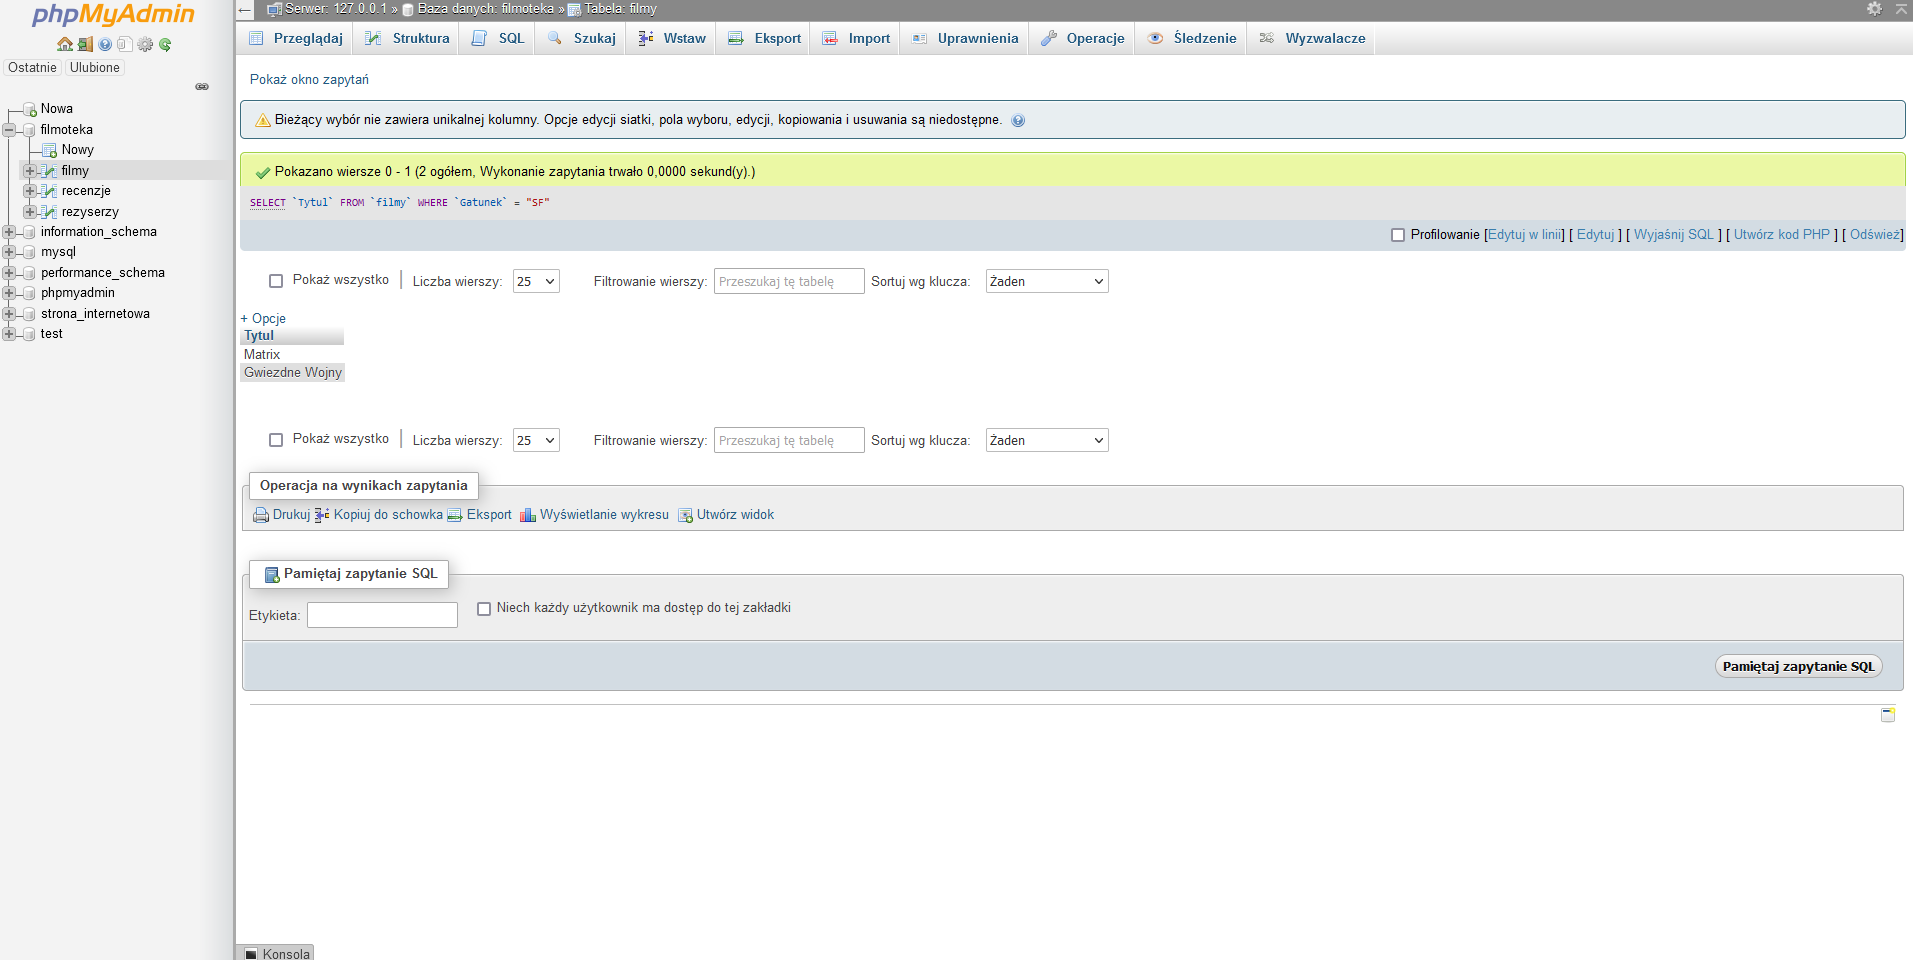 phpMyAdmin
Ostatnie Ulubione
Nowa
filmoteka
Nowy
filmy
recenzje
rezyserzy
information_schema
mysql
performance_schema
phpmyadmin
strona_internetowa
test
Serwer: 127.0.0.1 » Baza danych: filmoteka » Tabela: filmy
Przeglądaj Struktura SQL Szukaj Wstaw Eksport Import Uprawnienia Operacje Śledzenie Wyzwalacze
Pokaż okno zapytań
Bieżący wybór nie zawiera unikalnej kolumny. Opcje edycji siatki, pola wyboru, edycji, kopiowania i usuwania są niedostępne.
Pokazano wiersze 0 - 1 (2 ogółem, Wykonanie zapytania trwało 0,0000 sekund(y).)
SELECT `Tytul` FROM `filmy` WHERE `Gatunek` = "SF"
Profilowanie [Edytuj w linii] [ Edytuj ] [ Wyjaśnij SQL ] [ Utwórz kod PHP ] [ Odśwież]
Pokaż wszystko | Liczba wierszy: 25 Filtrowanie wierszy: Przeszukaj tę tabelę Sortuj wg klucza: Żaden
+ Opcje
Tytul
Matrix
Gwiezdne Wojny
Pokaż wszystko | Liczba wierszy: 25 Filtrowanie wierszy: Przeszukaj tę tabelę Sortuj wg klucza: Żaden
Operacja na wynikach zapytania
Drukuj Kopiuj do schowka Eksport Wyświetlanie wykresu Utwórz widok
Pamiętaj zapytanie SQL
Etykieta: Niech każdy użytkownik ma dostęp do tej zakładki
Pamiętaj zapytanie SQL
Konsola